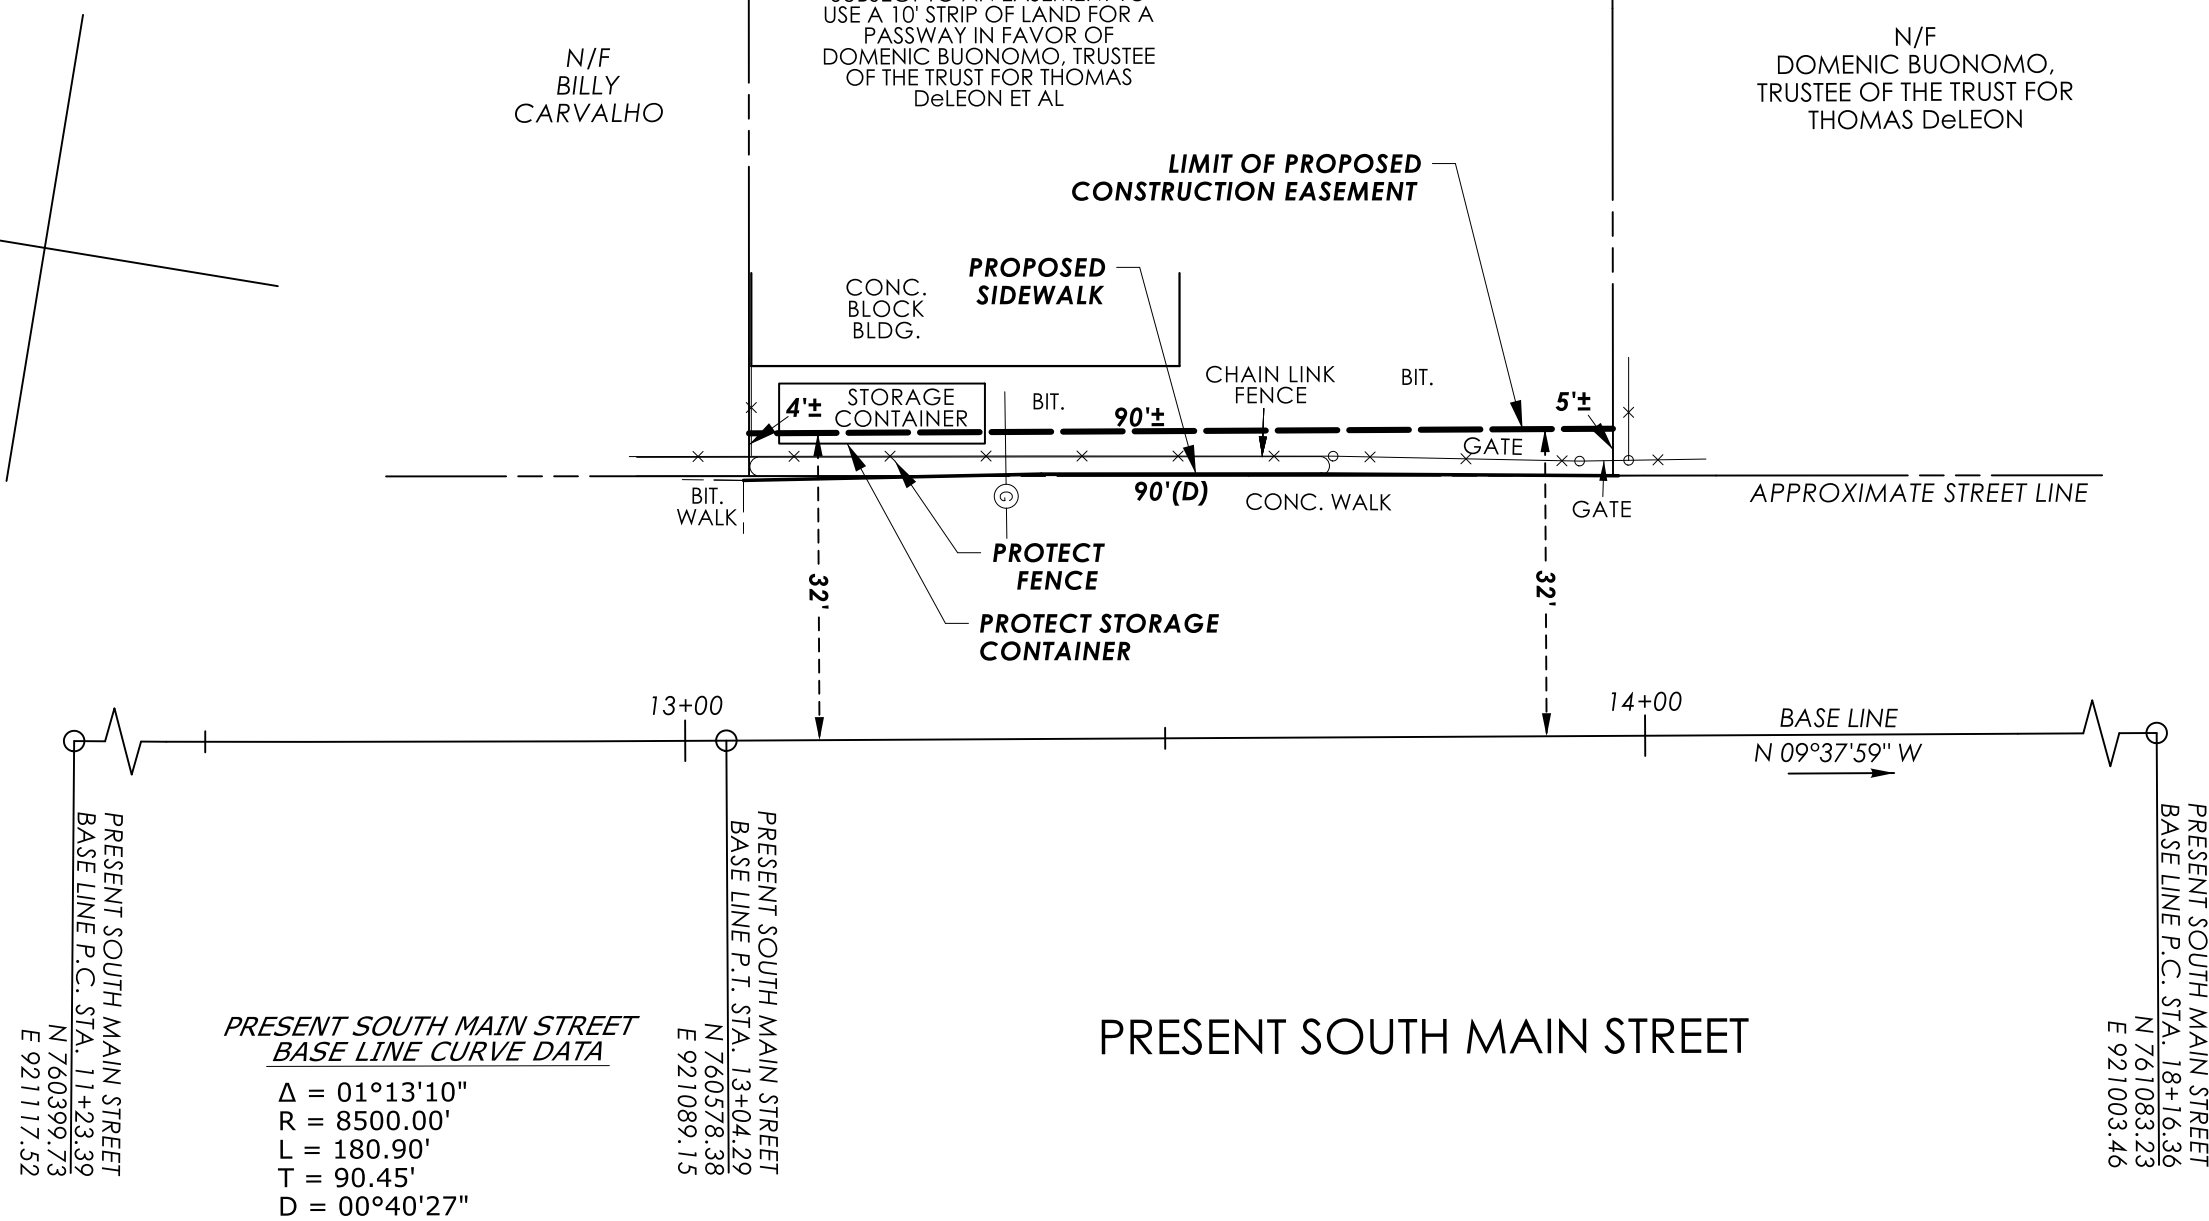 SUBJECT TO AN EASEMENT TO
USE A 10' STRIP OF LAND FOR A
PASSWAY IN FAVOR OF
DOMENIC BUONOMO, TRUSTEE
OF THE TRUST FOR THOMAS
DeLEON ET AL
N/F
BILLY
CARVALHO
N/F
DOMENIC BUONOMO,
TRUSTEE OF THE TRUST FOR
THOMAS DeLEON
LIMIT OF PROPOSED
CONSTRUCTION EASEMENT
PROPOSED
SIDEWALK
CONC.
BLOCK
BLDG.
STORAGE
CONTAINER
4'±
BIT.
90'±
CHAIN LINK
FENCE
BIT.
5'±
GATE
BIT.
WALK
G
90'(D)
CONC. WALK
GATE
APPROXIMATE STREET LINE
PROTECT
FENCE
PROTECT STORAGE
CONTAINER
32'
32'
13+00
14+00
BASE LINE
N 09°37'59" W
PRESENT SOUTH MAIN STREET
BASE LINE P.C. STA. 11+23.39
N 760399.73
E 921117.52
PRESENT SOUTH MAIN STREET
BASE LINE P.T. STA. 13+04.29
N 760578.38
E 921089.15
PRESENT SOUTH MAIN STREET
BASE LINE P.C. STA. 18+16.36
N 761083.23
E 921003.46
PRESENT SOUTH MAIN STREET
BASE LINE CURVE DATA
Δ = 01°13'10"
R = 8500.00'
L = 180.90'
T = 90.45'
D = 00°40'27"
PRESENT SOUTH MAIN STREET